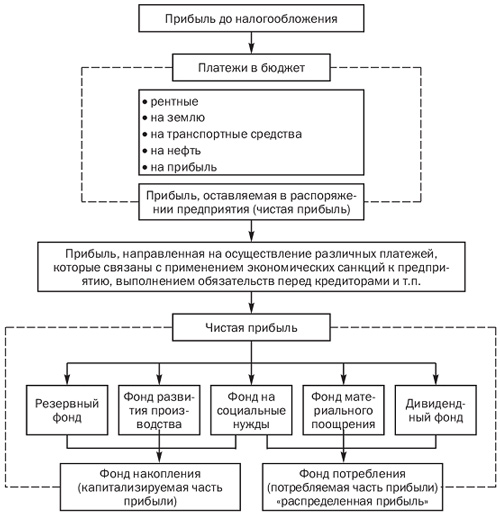 Прибыль до налогообложения
Платежи в бюджет
• рентные
• на землю
• на транспортные средства
• на нефть
• на прибыль
Прибыль, оставляемая в распоряже-
нии предприятия (чистая прибыль)
Прибыль, направленная на осуществление различных платежей,
которые связаны с применением экономических санкций к предпри-
ятию, выполнением обязательств перед кредиторами и т.п.
Чистая прибыль
Резервный
фонд
Фонд разви-
тия произ-
водства
Фонд на
социальные
нужды
Фонд мате-
риального
поощрения
Дивиденд-
ный фонд
Фонд накопления
(капитализируемая часть
прибыли)
Фонд потребления
(потребляемая часть прибыли)
«распределенная прибыль»